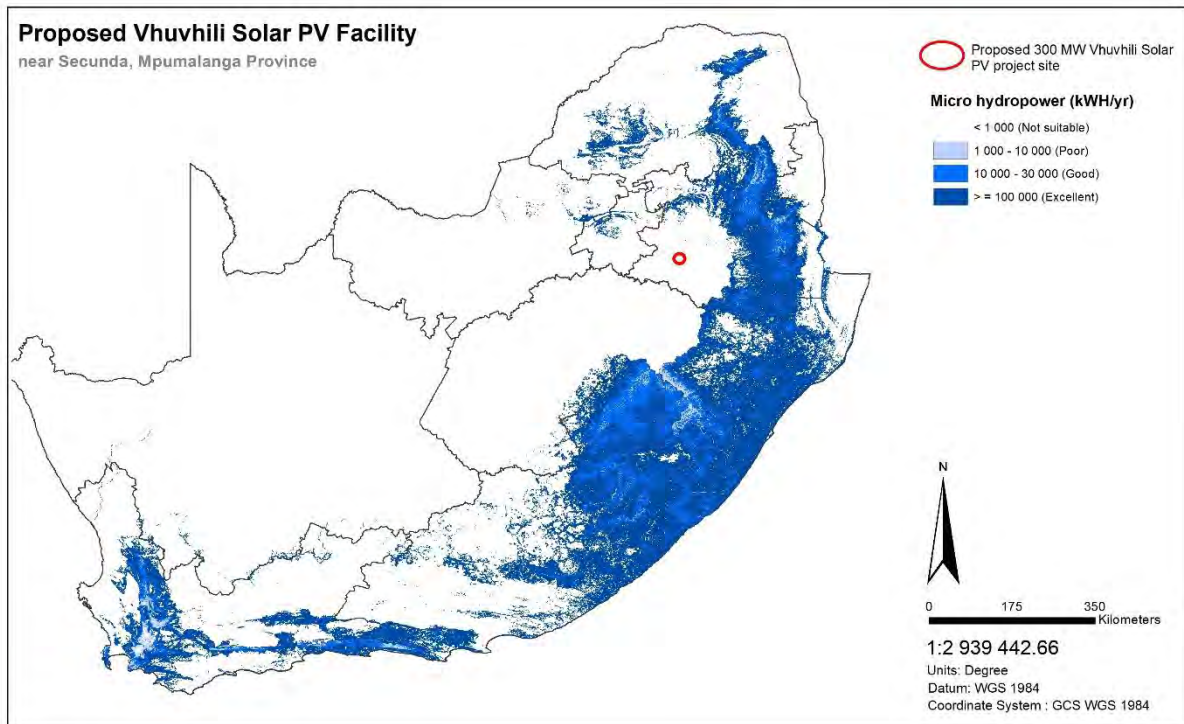 Proposed Vhuvhili Solar PV Facility
near Secunda, Mpumalanga Province
Proposed 300 MW Vhuvhili Solar
PV project site
Micro hydropower (kWH/yr)
< 1 000 (Not suitable)
1 000 - 10 000 (Poor)
10 000 - 30 000 (Good)
> = 100 000 (Excellent)
N
0 175 350
Kilometers
1:2 939 442.66
Units: Degree
Datum: WGS 1984
Coordinate System : GCS WGS 1984